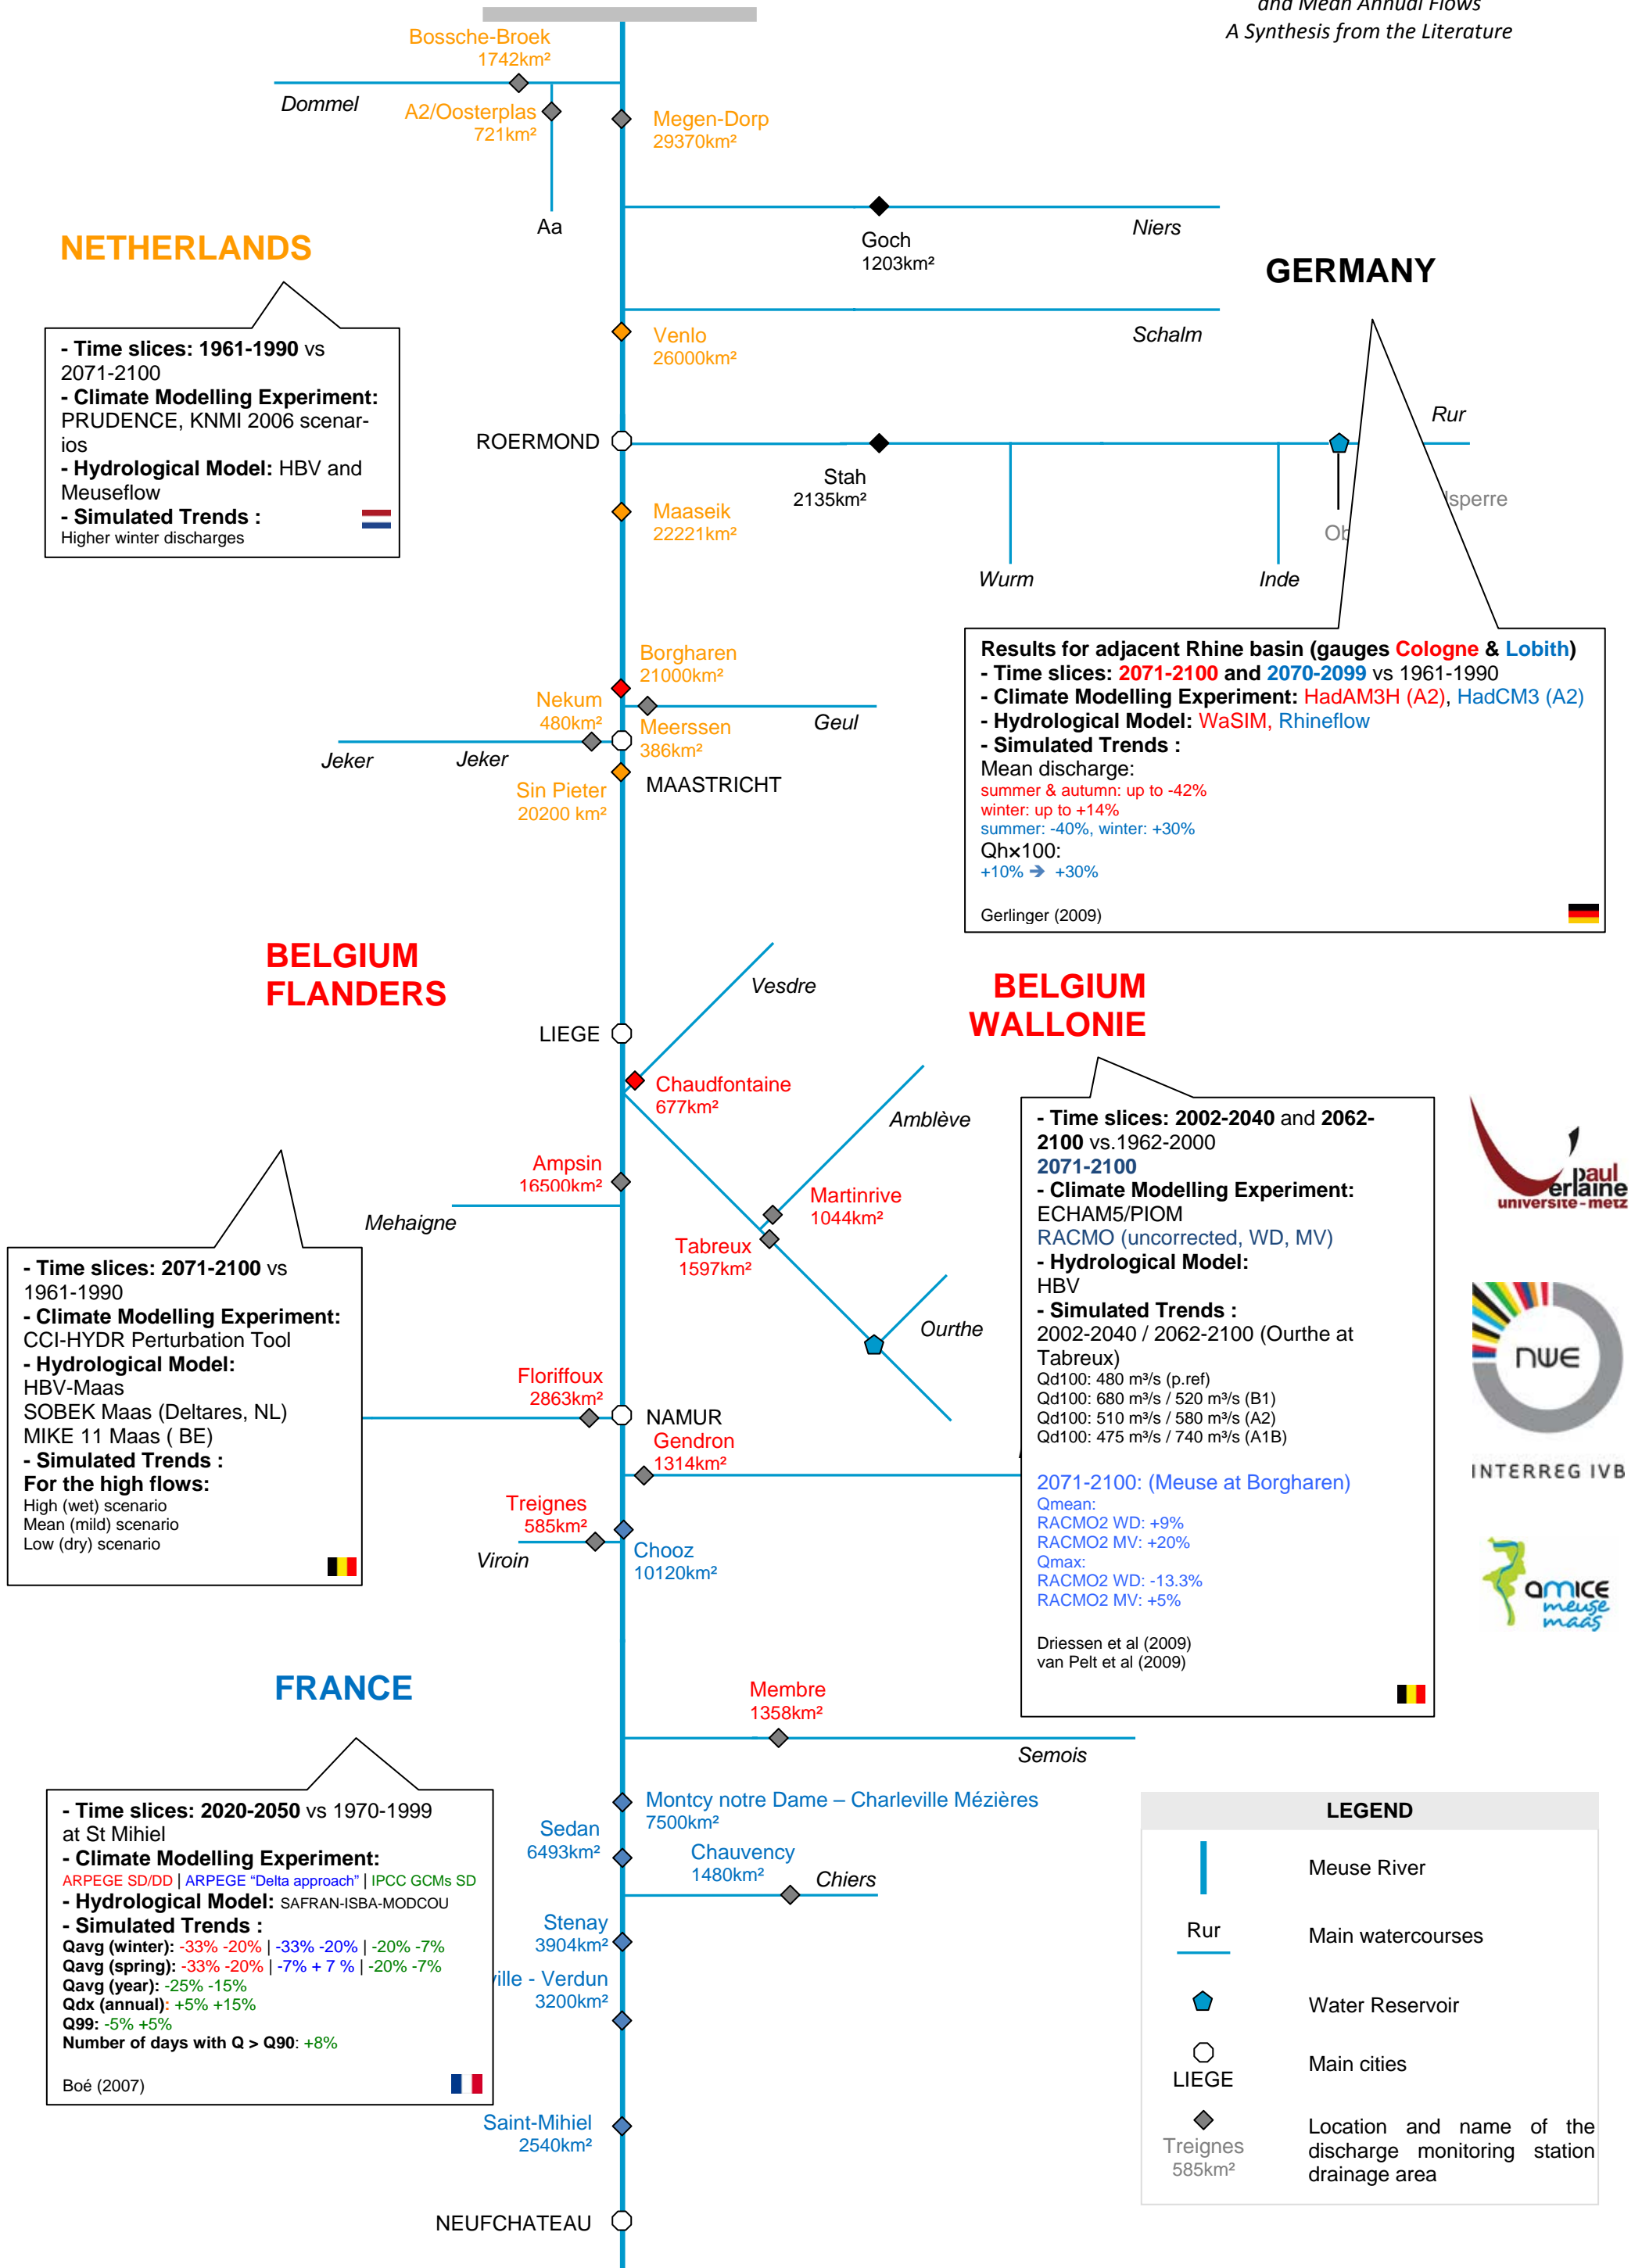 and Mean Annual Flows
A Synthesis from the Literature
Bossche-Broek
1742km²
Dommel
A2/Oosterplas
721km²
Megen-Dorp
29370km²
Aa
Niers
Goch
1203km²
NETHERLANDS
GERMANY
- Time slices: 1961-1990 vs
2071-2100
- Climate Modelling Experiment:
PRUDENCE, KNMI 2006 scenar-
ios
- Hydrological Model: HBV and
Meuseflow
- Simulated Trends :
Higher winter discharges
Venlo
26000km²
Schalm
Rur
ROERMOND
Stah
2135km²
Maaseik
22221km²
lsperre
Ob
Wurm
Inde
Results for adjacent Rhine basin (gauges Cologne & Lobith)
- Time slices: 2071-2100 and 2070-2099 vs 1961-1990
- Climate Modelling Experiment: HadAM3H (A2), HadCM3 (A2)
- Hydrological Model: WaSIM, Rhineflow
- Simulated Trends :
Mean discharge:
summer & autumn: up to -42%
winter: up to +14%
summer: -40%, winter: +30%
Qhx100:
+10% ➔ +30%
Gerlinger (2009)
Borgharen
21000km²
Nekum
480km²
Meerssen
386km²
Geul
Jeker
Jeker
MAASTRICHT
Sin Pieter
20200 km²
BELGIUM
FLANDERS
BELGIUM
WALLONIE
Vesdre
LIEGE
Chaudfontaine
677km²
Amblève
Ampsin
16500km²
Mehaigne
Martinrive
1044km²
Tabreux
1597km²
Ourthe
- Time slices: 2002-2040 and 2062-
2100 vs.1962-2000
2071-2100
- Climate Modelling Experiment:
ECHAM5/PIOM
RACMO (uncorrected, WD, MV)
- Hydrological Model:
HBV
- Simulated Trends :
2002-2040 / 2062-2100 (Ourthe at
Tabreux)
Qd100: 480 m³/s (p.ref)
Qd100: 680 m³/s / 520 m³/s (B1)
Qd100: 510 m³/s / 580 m³/s (A2)
Qd100: 475 m³/s / 740 m³/s (A1B)
2071-2100: (Meuse at Borgharen)
Qmean:
RACMO2 WD: +9%
RACMO2 MV: +20%
Qmax:
RACMO2 WD: -13.3%
RACMO2 MV: +5%
Driessen et al (2009)
van Pelt et al (2009)
paul
verlaine
universite-metz
nwe
INTERREG IVB
amice
meuse
maas
- Time slices: 2071-2100 vs
1961-1990
- Climate Modelling Experiment:
CCI-HYDR Perturbation Tool
- Hydrological Model:
HBV-Maas
SOBEK Maas (Deltares, NL)
MIKE 11 Maas ( BE)
- Simulated Trends :
For the high flows:
High (wet) scenario
Mean (mild) scenario
Low (dry) scenario
Floriffoux
2863km²
NAMUR
Gendron
1314km²
Treignes
585km²
Viroin
Chooz
10120km²
FRANCE
Membre
1358km²
Semois
- Time slices: 2020-2050 vs 1970-1999
at St Mihiel
- Climate Modelling Experiment:
ARPEGE SD/DD | ARPEGE "Delta approach" | IPCC GCMs SD
- Hydrological Model: SAFRAN-ISBA-MODCOU
- Simulated Trends :
Qavg (winter): -33% -20% | -33% -20% | -20% -7%
Qavg (spring): -33% -20% | -7% + 7 % | -20% -7%
Qavg (year): -25% -15%
Qdx (annual): +5% +15%
Q99: -5% +5%
Number of days with Q > Q90: +8%
Boé (2007)
Montcy notre Dame – Charleville Mézières
7500km²
Sedan
6493km²
Chauvency
1480km²
Chiers
Stenay
3904km²
ville - Verdun
3200km²
Saint-Mihiel
2540km²
NEUFCHATEAU
LEGEND
Meuse River
Rur
Main watercourses
Water Reservoir
LIEGE
Main cities
Treignes
585km²
Location and name of the
discharge monitoring station
drainage area